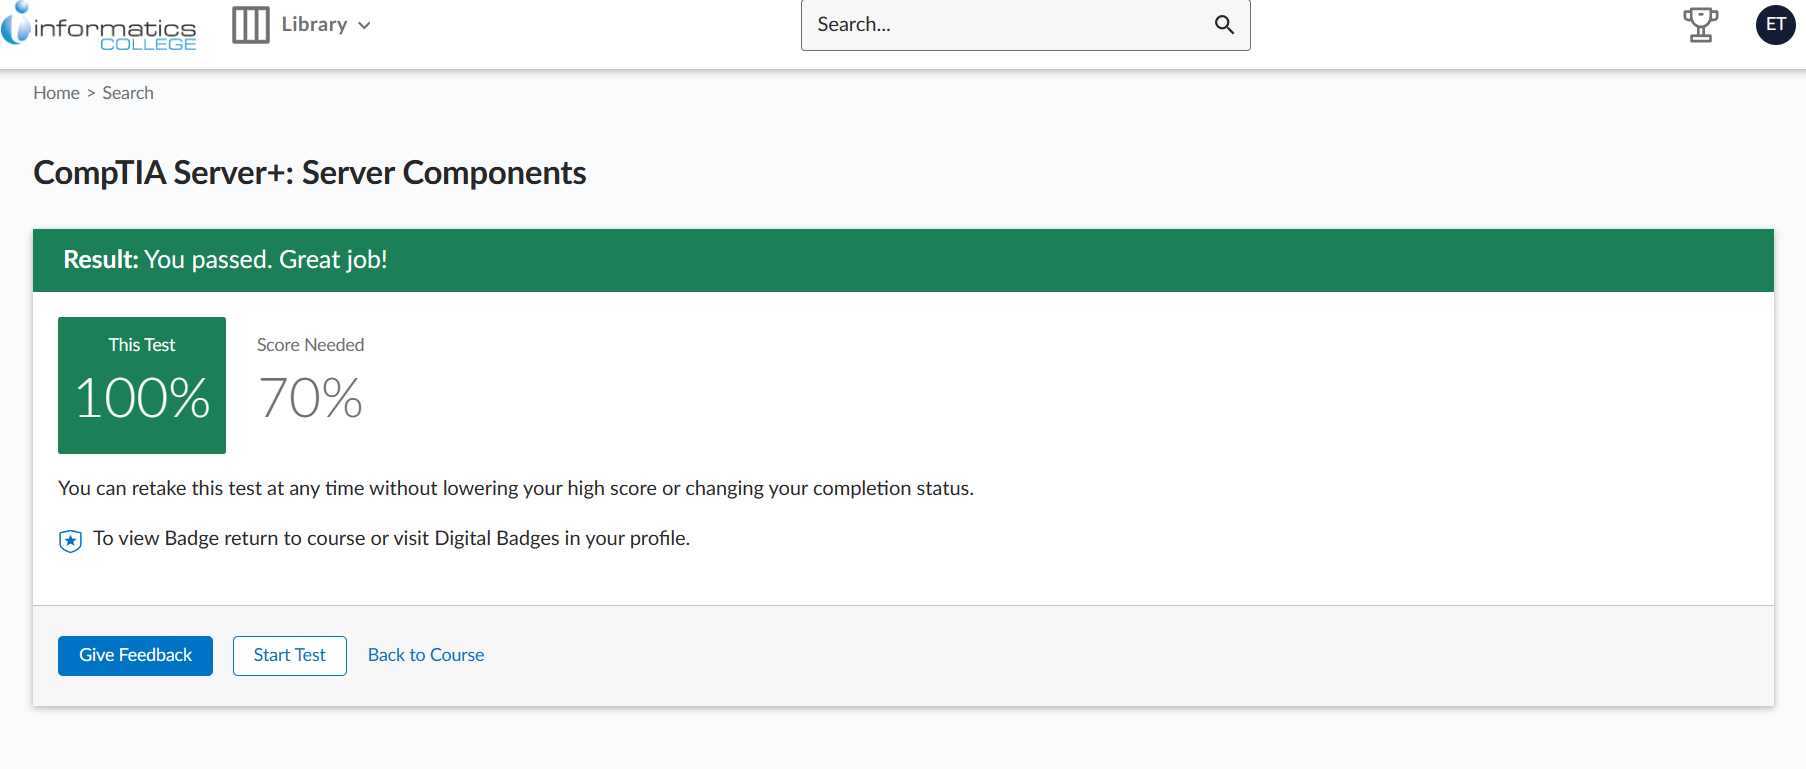 informatics
COLLEGE
Library
Search...
ET
Home > Search
CompTIA Server+: Server Components
Result: You passed. Great job!
This Test
100%
Score Needed
70%
You can retake this test at any time without lowering your high score or changing your completion status.
To view Badge return to course or visit Digital Badges in your profile.
Give Feedback
Start Test
Back to Course